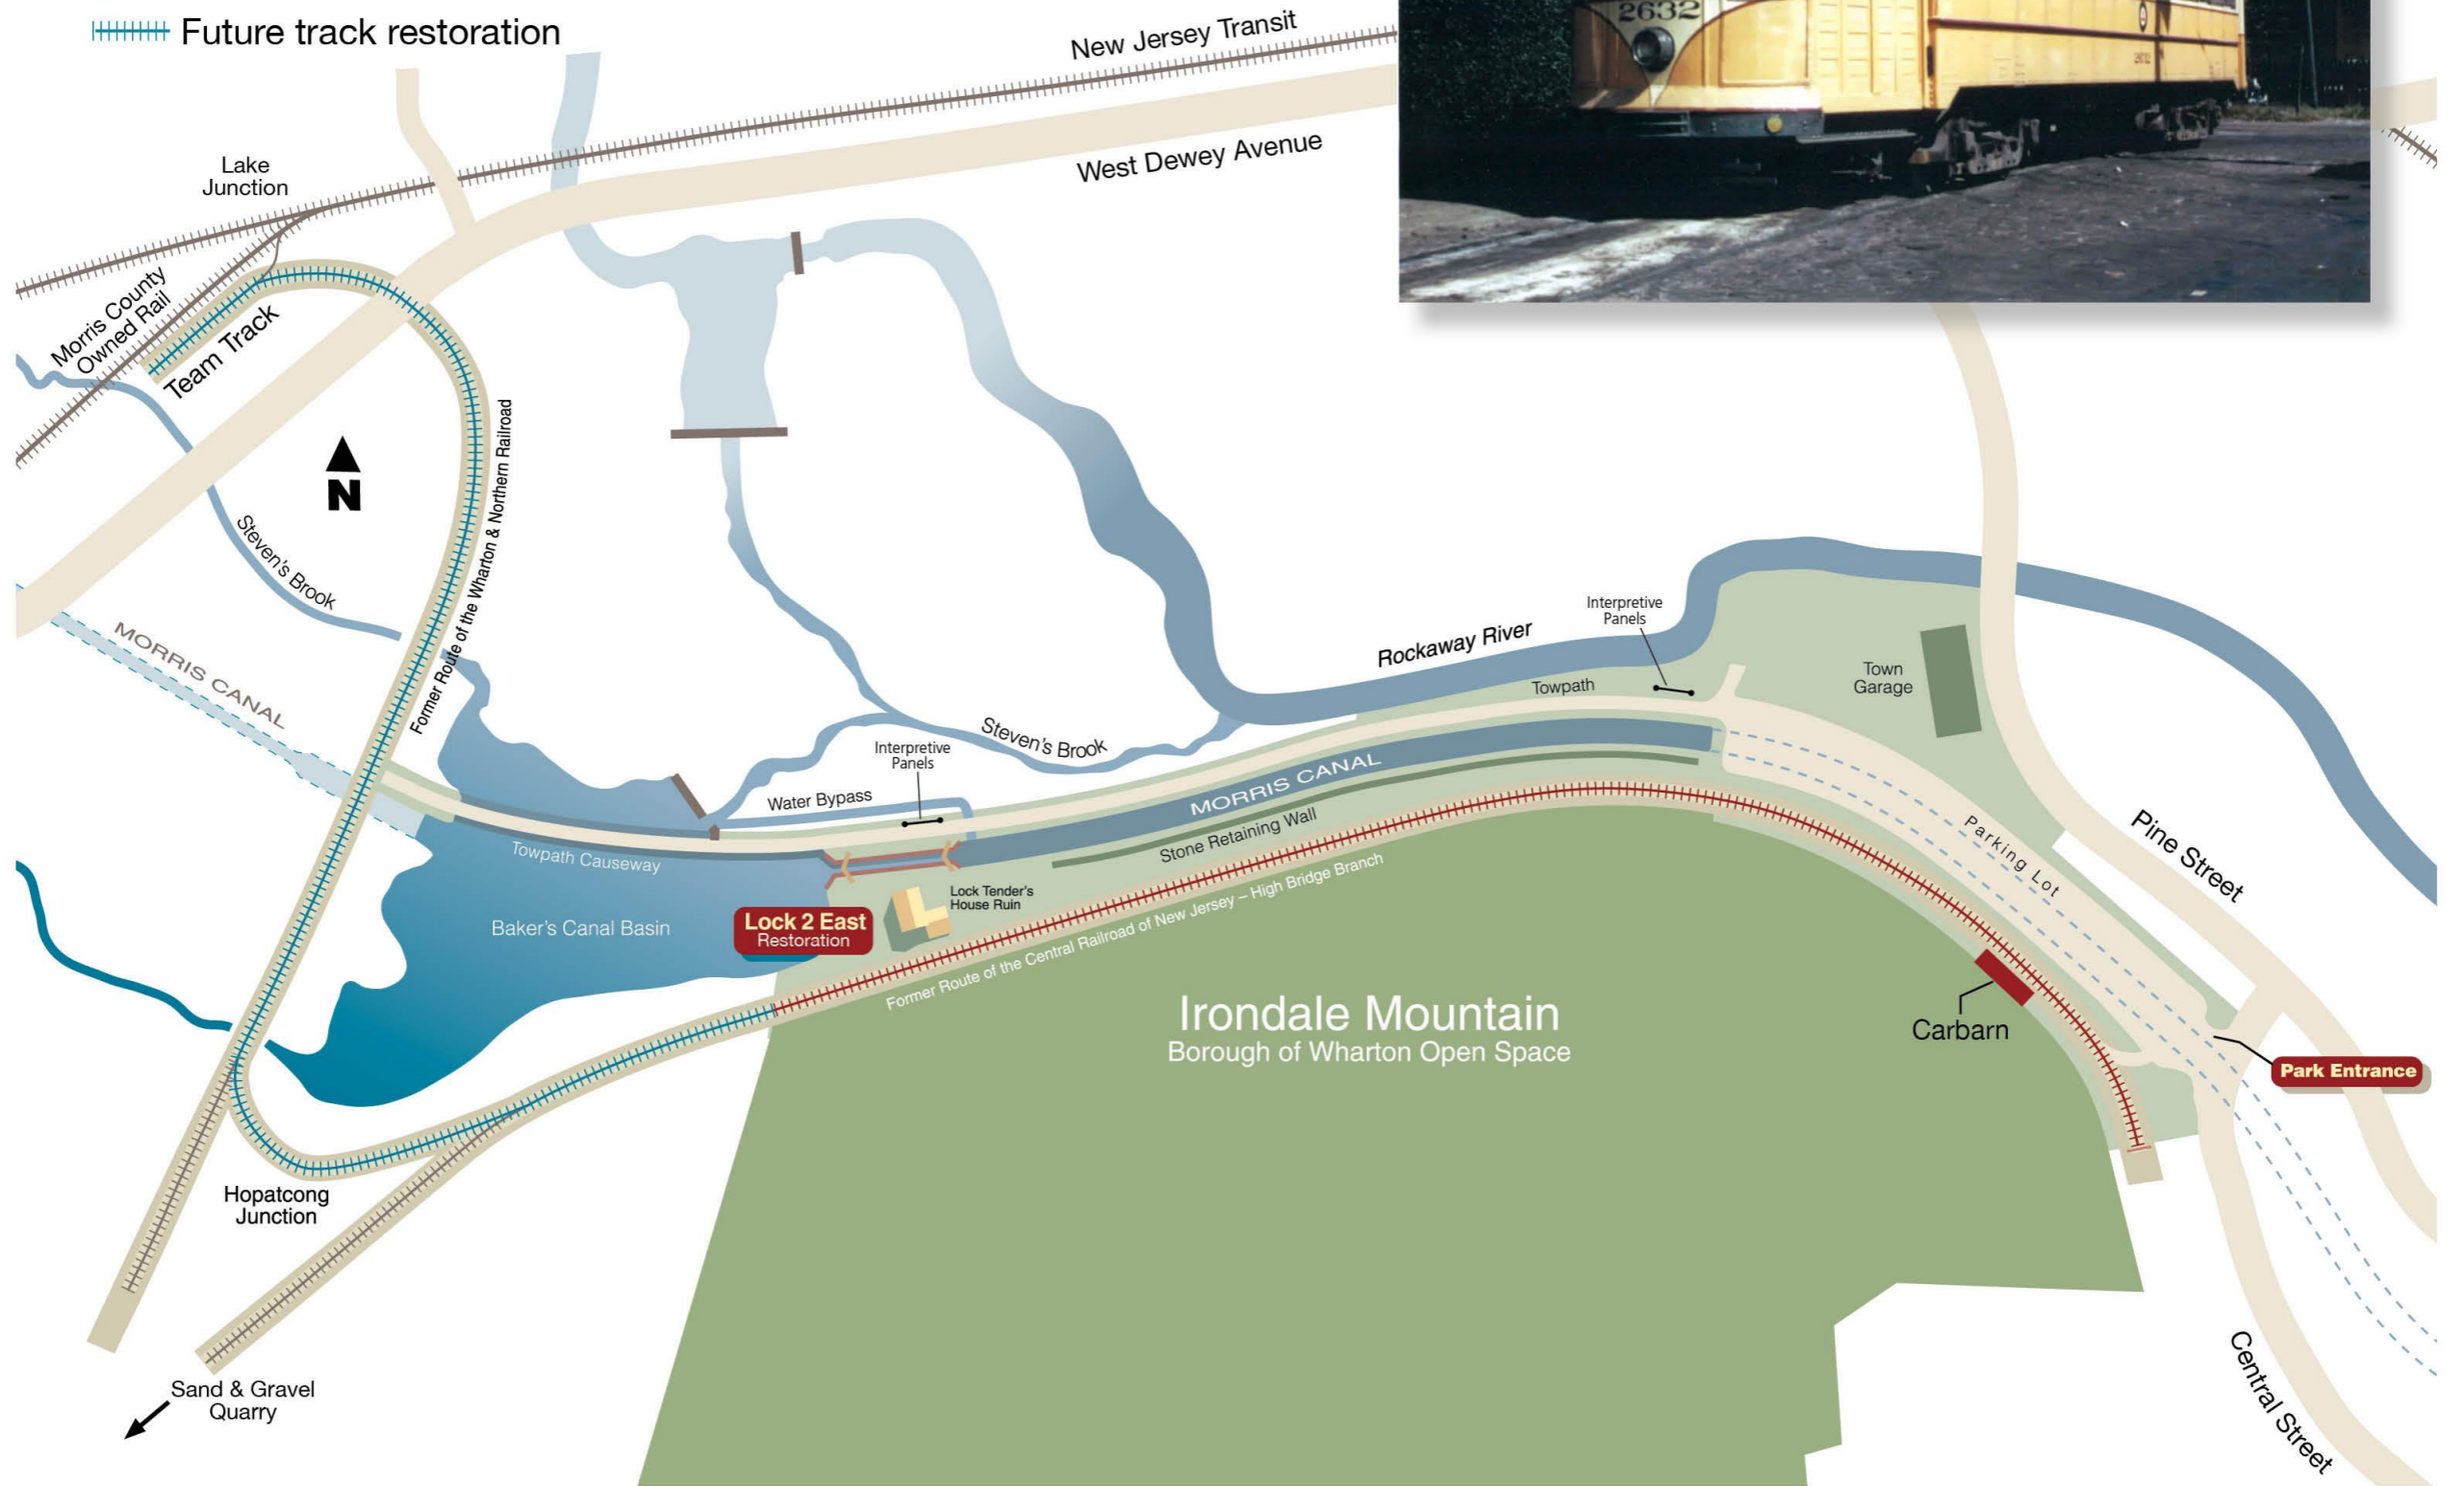 Future track restoration
2632
New Jersey Transit
West Dewey Avenue
Lake
Junction
Morris County
Owned Rail
Team Track
N
Former Route of the Wharton & Northern Railroad
Steven's Brook
MORRIS CANAL
Interpretive
Panels
Rockaway River
Towpath
Town
Garage
Steven's Brook
Interpretive
Panels
Water Bypass
MORRIS CANAL
Stone Retaining Wall
Parking Lot
Pine Street
Towpath Causeway
Baker's Canal Basin
Lock 2 East
Restoration
Lock Tender's
House Ruin
Former Route of the Central Railroad of New Jersey – High Bridge Branch
Irondale Mountain
Borough of Wharton Open Space
Carbarn
Park Entrance
Hopatcong
Junction
Sand & Gravel
Quarry
Central Street